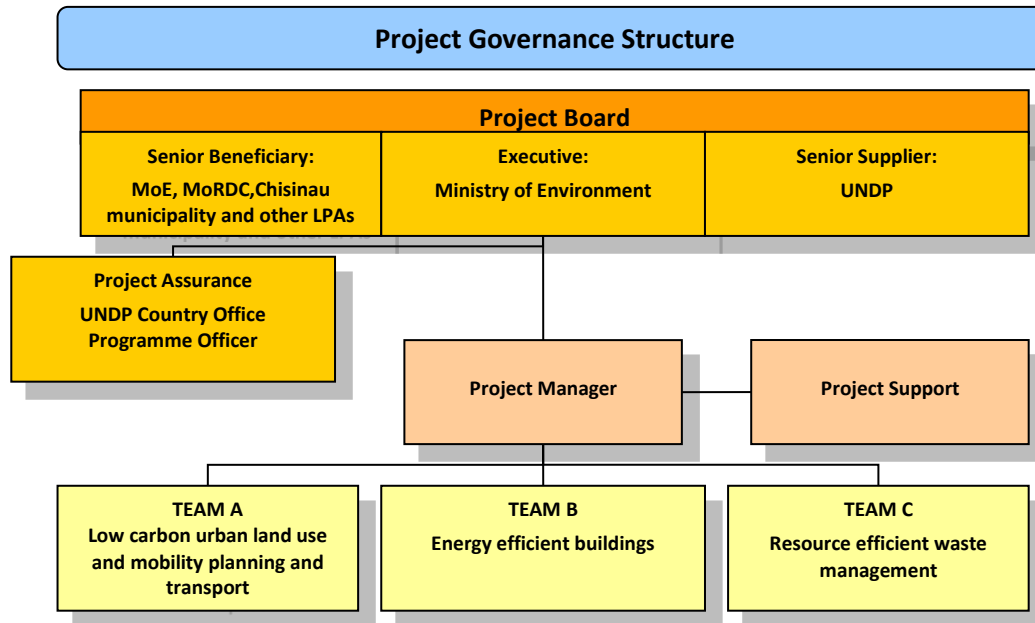 Project Governance Structure
Project Board
Senior Beneficiary:
MoE, MoRDC,Chisinau
municipality and other LPAs
Executive:
Ministry of Environment
Senior Supplier:
UNDP
Project Assurance
UNDP Country Office
Programme Officer
Project Manager
Project Support
TEAM A
Low carbon urban land use
and mobility planning and
transport
TEAM B
Energy efficient buildings
TEAM C
Resource efficient waste
management